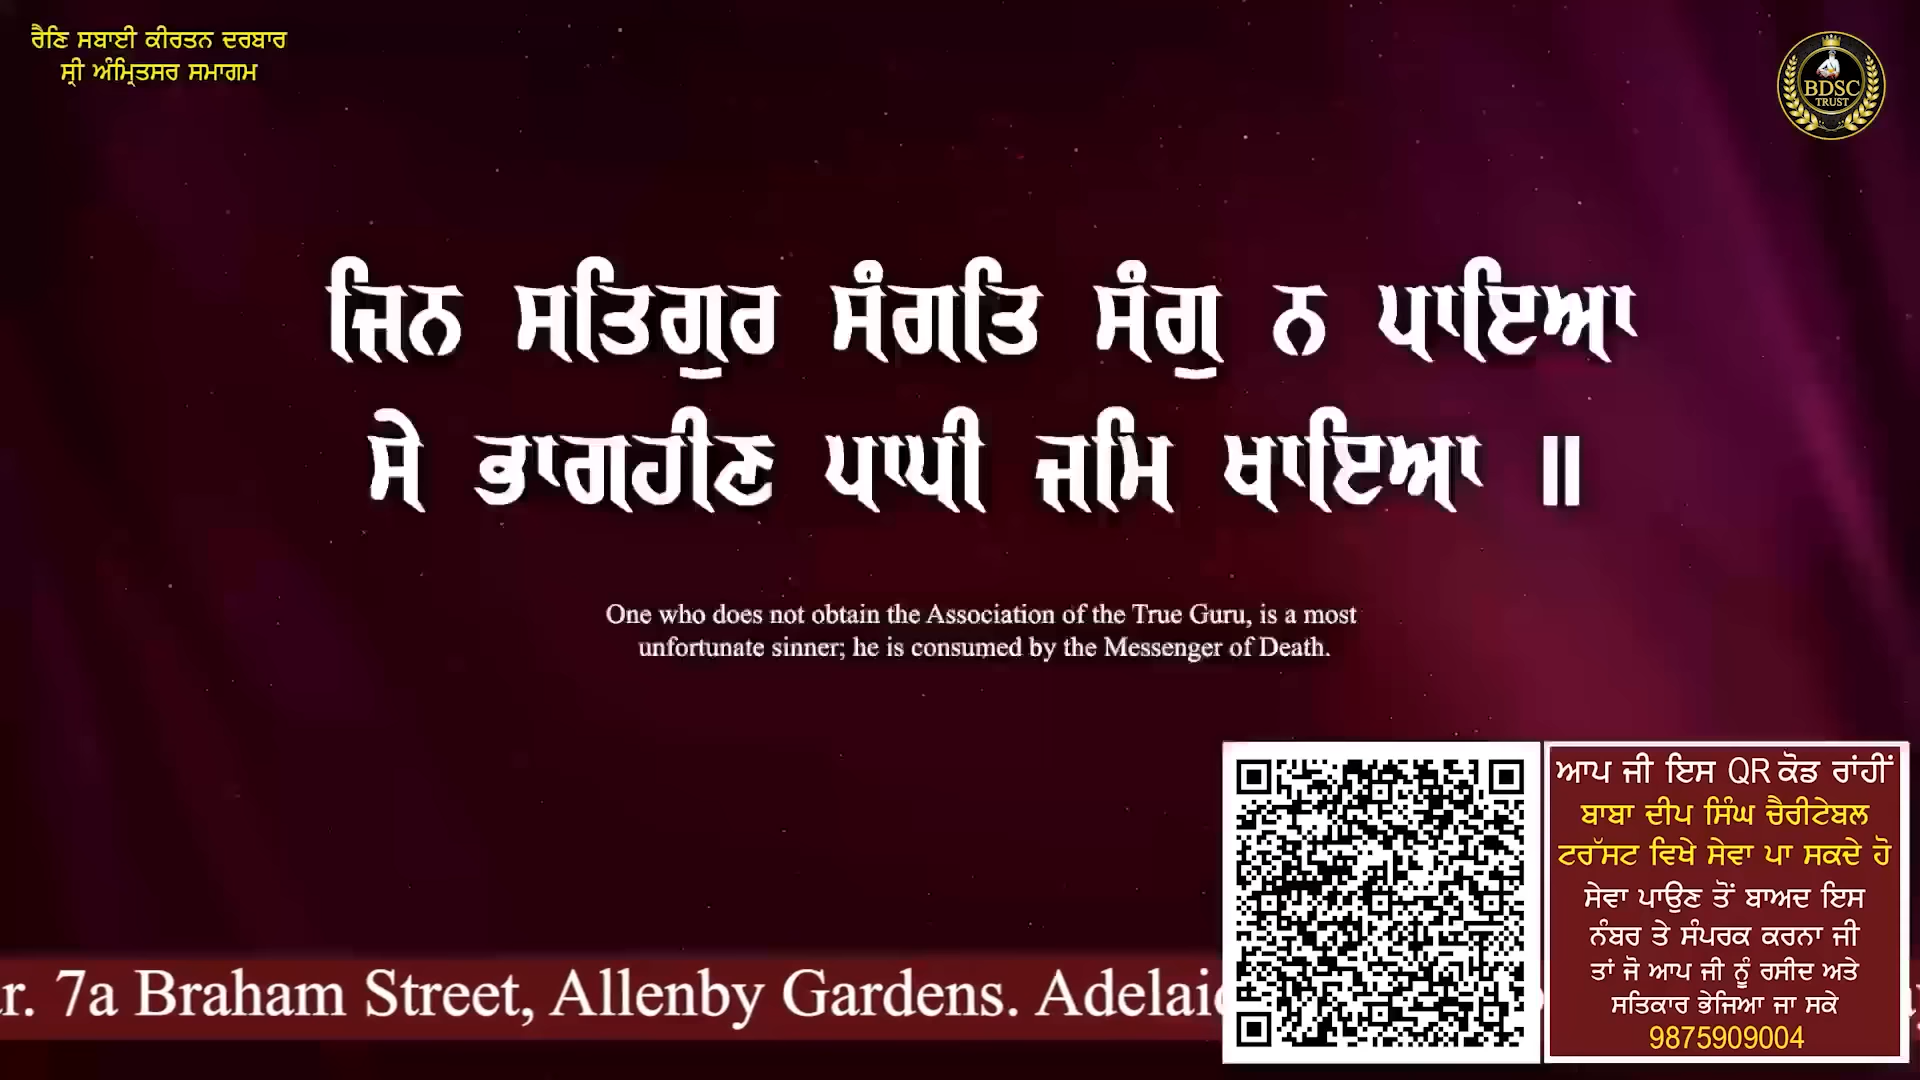 ਰੈਣਿ ਸਬਾਈ ਕੀਰਤਨ ਦਰਬਾਰ
ਸ੍ਰੀ ਅੰਮ੍ਰਿਤਸਰ ਸਮਾਗਮ
BDSC
TRUST
ਜਿਨ ਸਤਿਗੁਰ ਸੰਗਤਿ ਸੰਗੁ ਨ ਪਾਇਆ
ਸੇ ਭਾਗਹੀਣ ਪਾਪੀ ਜਮਿ ਖਾਇਆ ॥
One who does not obtain the Association of the True Guru, is a most
unfortunate sinner; he is consumed by the Messenger of Death.
ਆਪ ਜੀ ਇਸ QR ਕੋਡ ਰਾਂਹੀਂ
ਬਾਬਾ ਦੀਪ ਸਿੰਘ ਚੈਰੀਟੇਬਲ
ਟਰੱਸਟ ਵਿਖੇ ਸੇਵਾ ਪਾ ਸਕਦੇ ਹੋ
ਸੇਵਾ ਪਾਉਣ ਤੋਂ ਬਾਅਦ ਇਸ
ਨੰਬਰ ਤੇ ਸੰਪਰਕ ਕਰਨਾ ਜੀ
ਤਾਂ ਜੋ ਆਪ ਜੀ ਨੂੰ ਰਸੀਦ ਅਤੇ
ਸਤਿਕਾਰ ਭੇਜਿਆ ਜਾ ਸਕੇ
9875909004
7a Braham Street, Allenby Gardens.